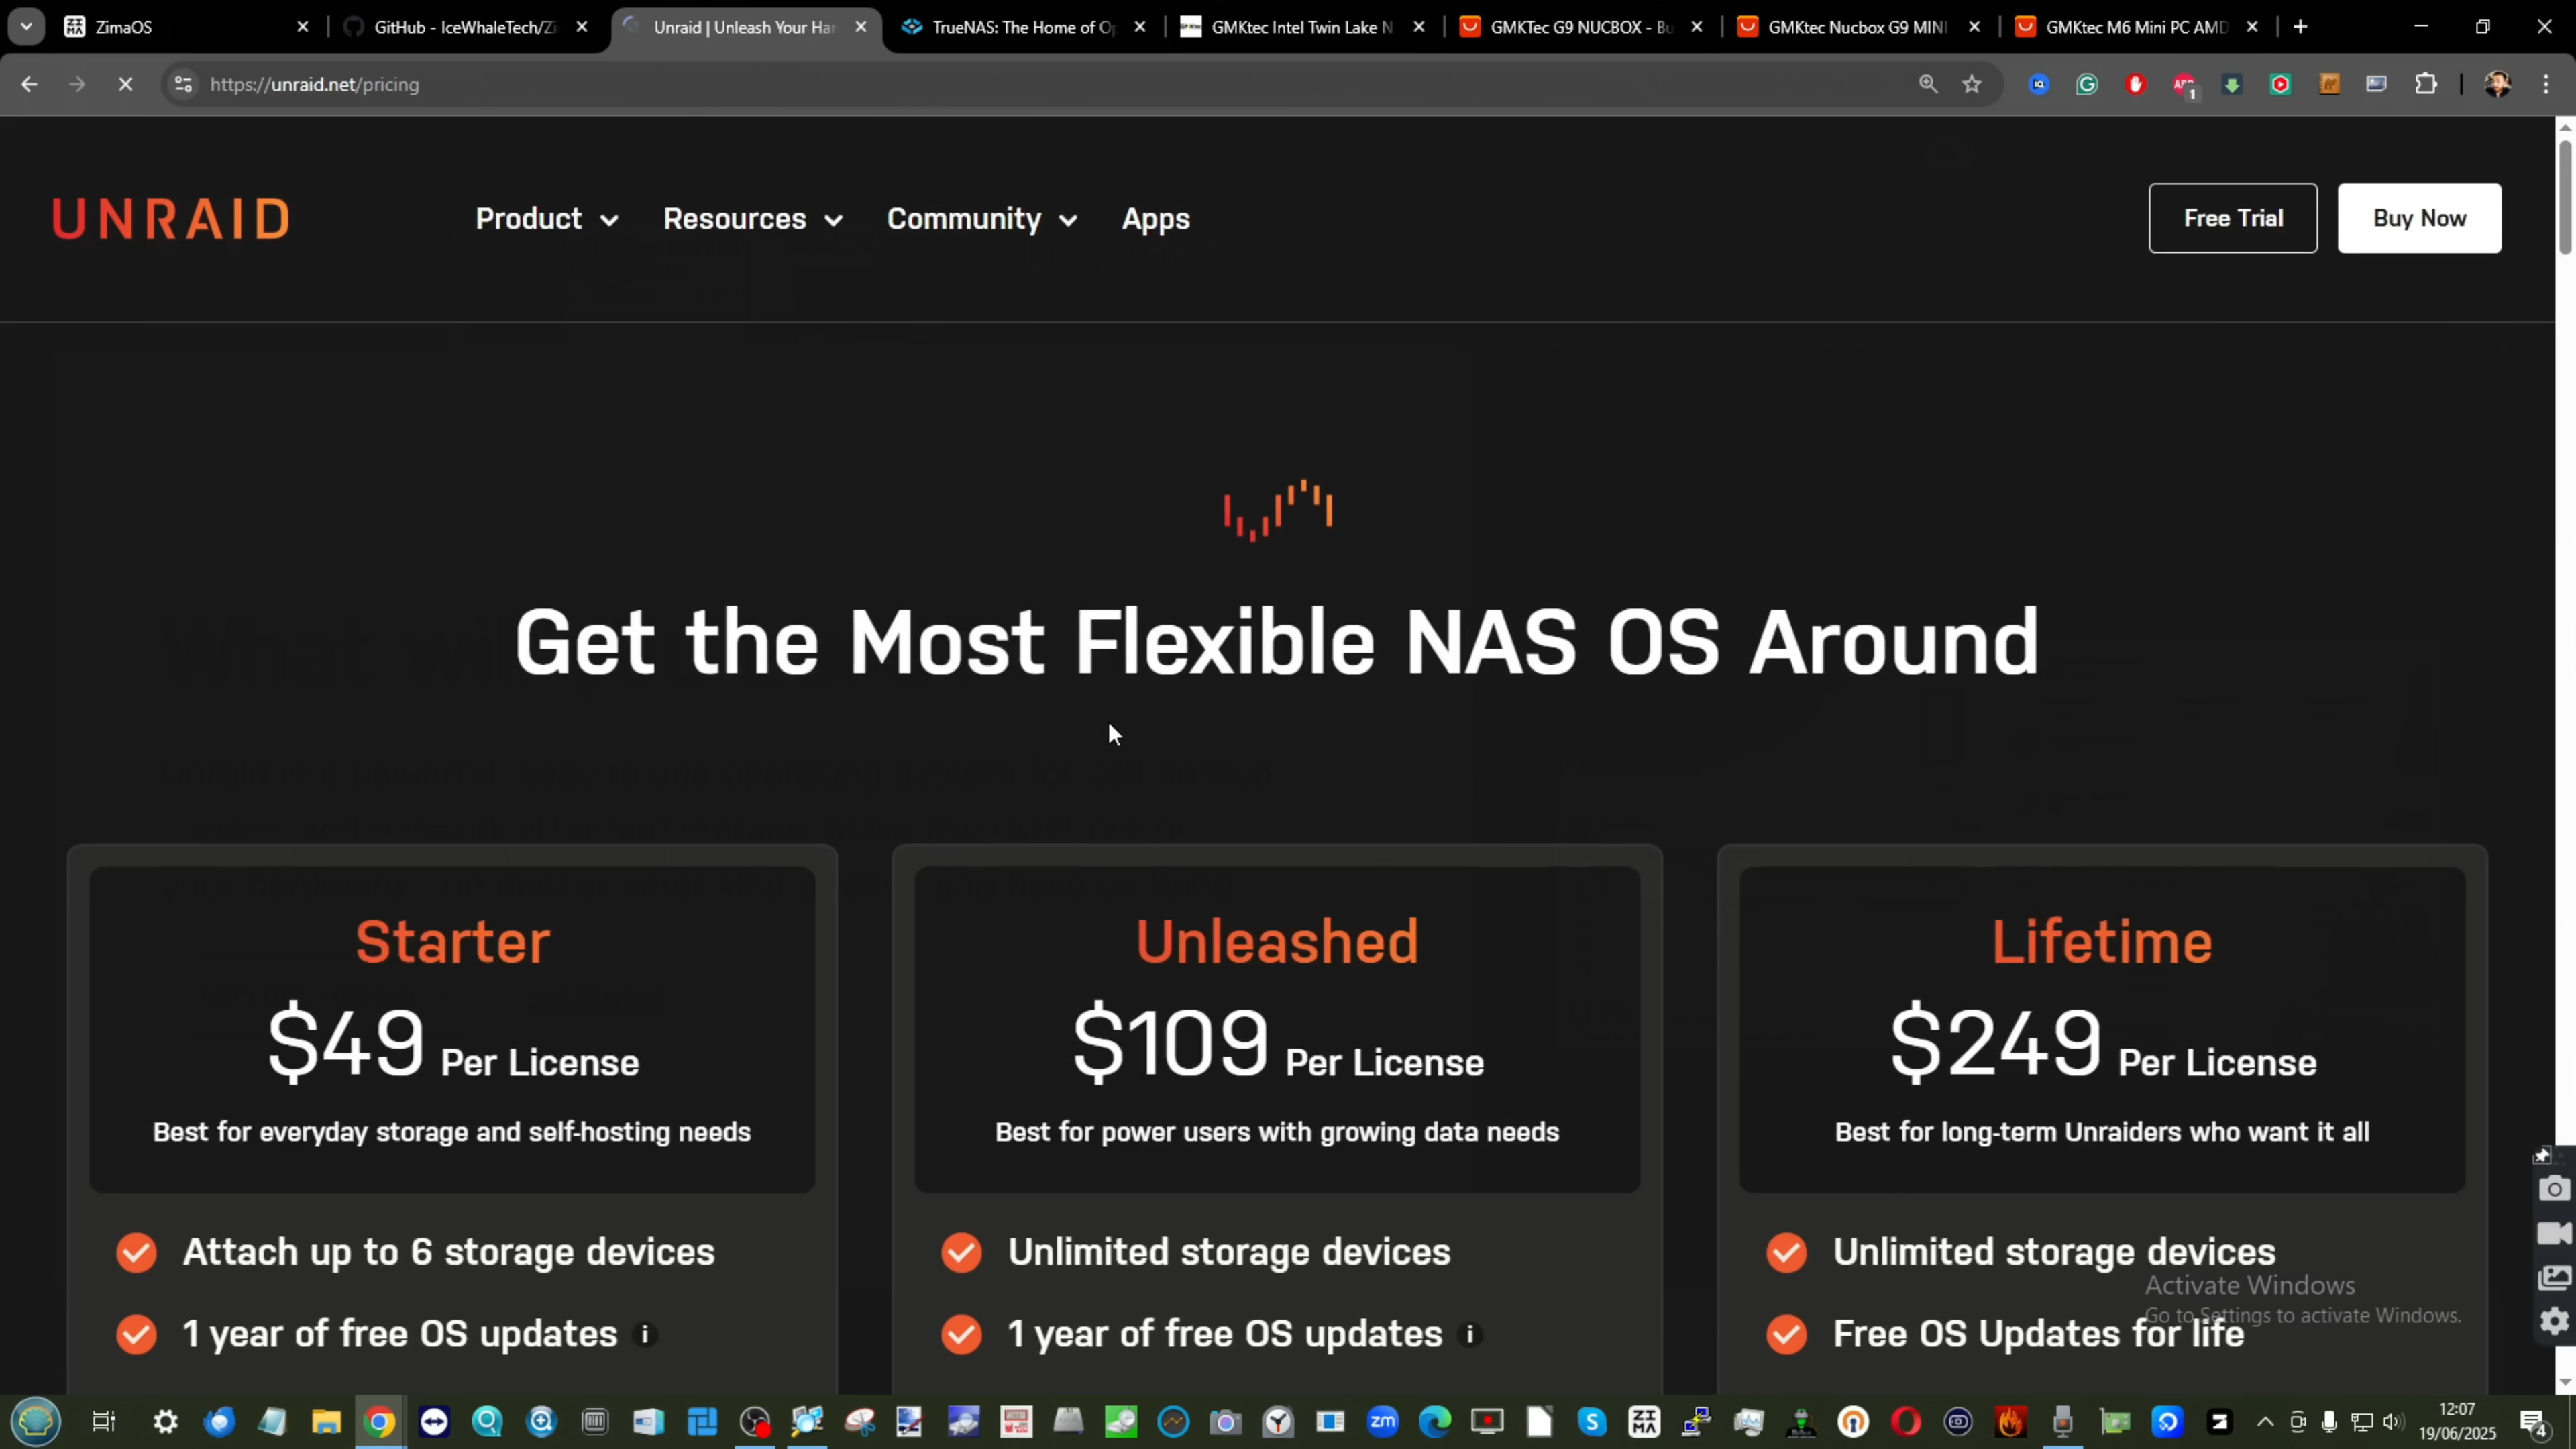 ZimaOS
GitHub - IceWhaleTech/Zi
Unraid | Unleash Your Har
TrueNAS: The Home of Op
GMKtec Intel Twin Lake N
GMKTec G9 NUCBOX - Bu
GMKtec Nucbox G9 MINI
GMKtec M6 Mini PC AMD
https://unraid.net/pricing
UNRAID
Product
Resources
Community
Apps
Free Trial
Buy Now
Get the Most Flexible NAS OS Around
Starter
$49 Per License
Best for everyday storage and self-hosting needs
Attach up to 6 storage devices
1 year of free OS updates
Unleashed
$109 Per License
Best for power users with growing data needs
Unlimited storage devices
1 year of free OS updates
Lifetime
$249 Per License
Best for long-term Unraiders who want it all
Unlimited storage devices
Free OS Updates for life
Activate Windows
Go to Settings to activate Windows.
12:07
19/06/2025